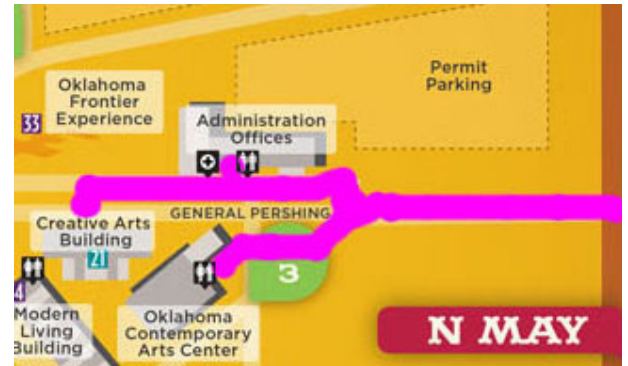 Permit
Parking
Oklahoma
Frontier
Experience
33
Administration
Offices
GENERAL PERSHING
Creative Arts
Building
21
3
4
Modern
Living
Building
Oklahoma
Contemporary
Arts Center
N MAY